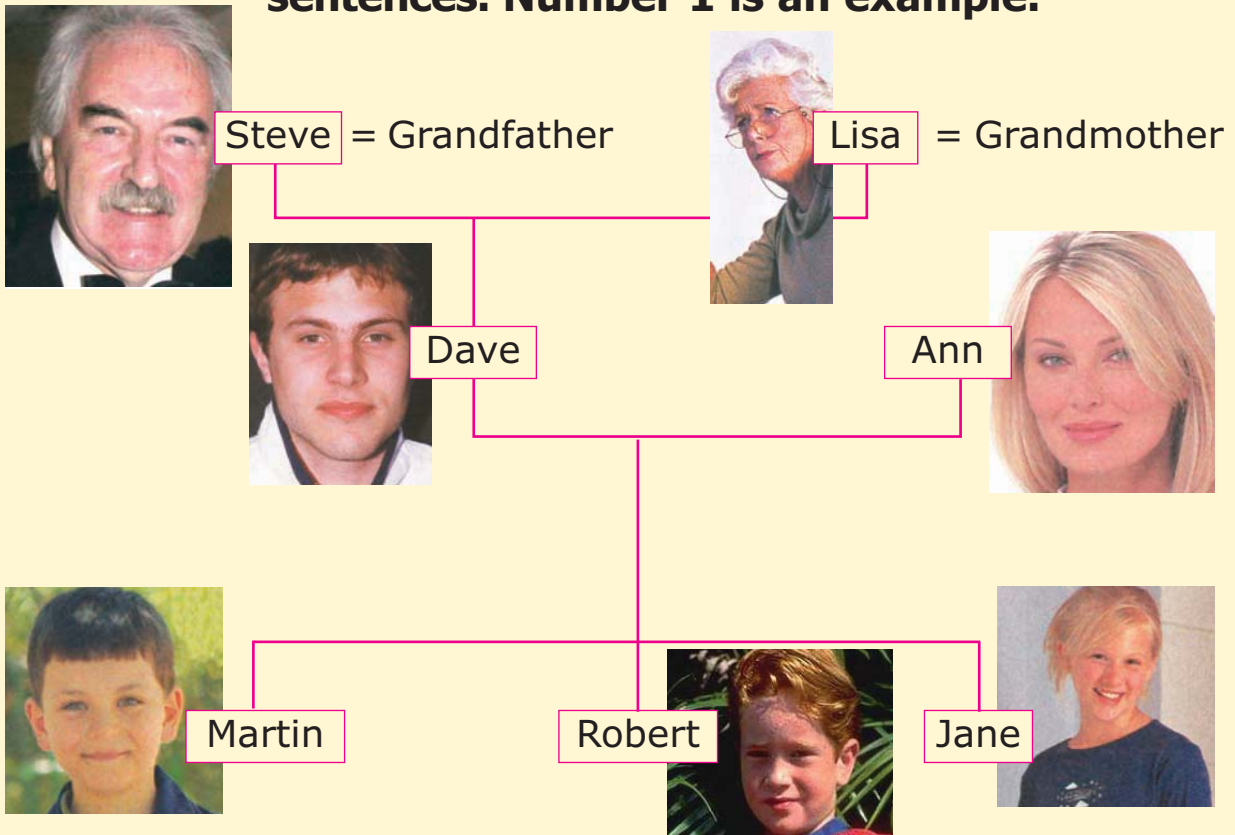 sentences. Number 1 is an example.
Steve = Grandfather
Lisa = Grandmother
Dave
Ann
Martin
Robert
Jane